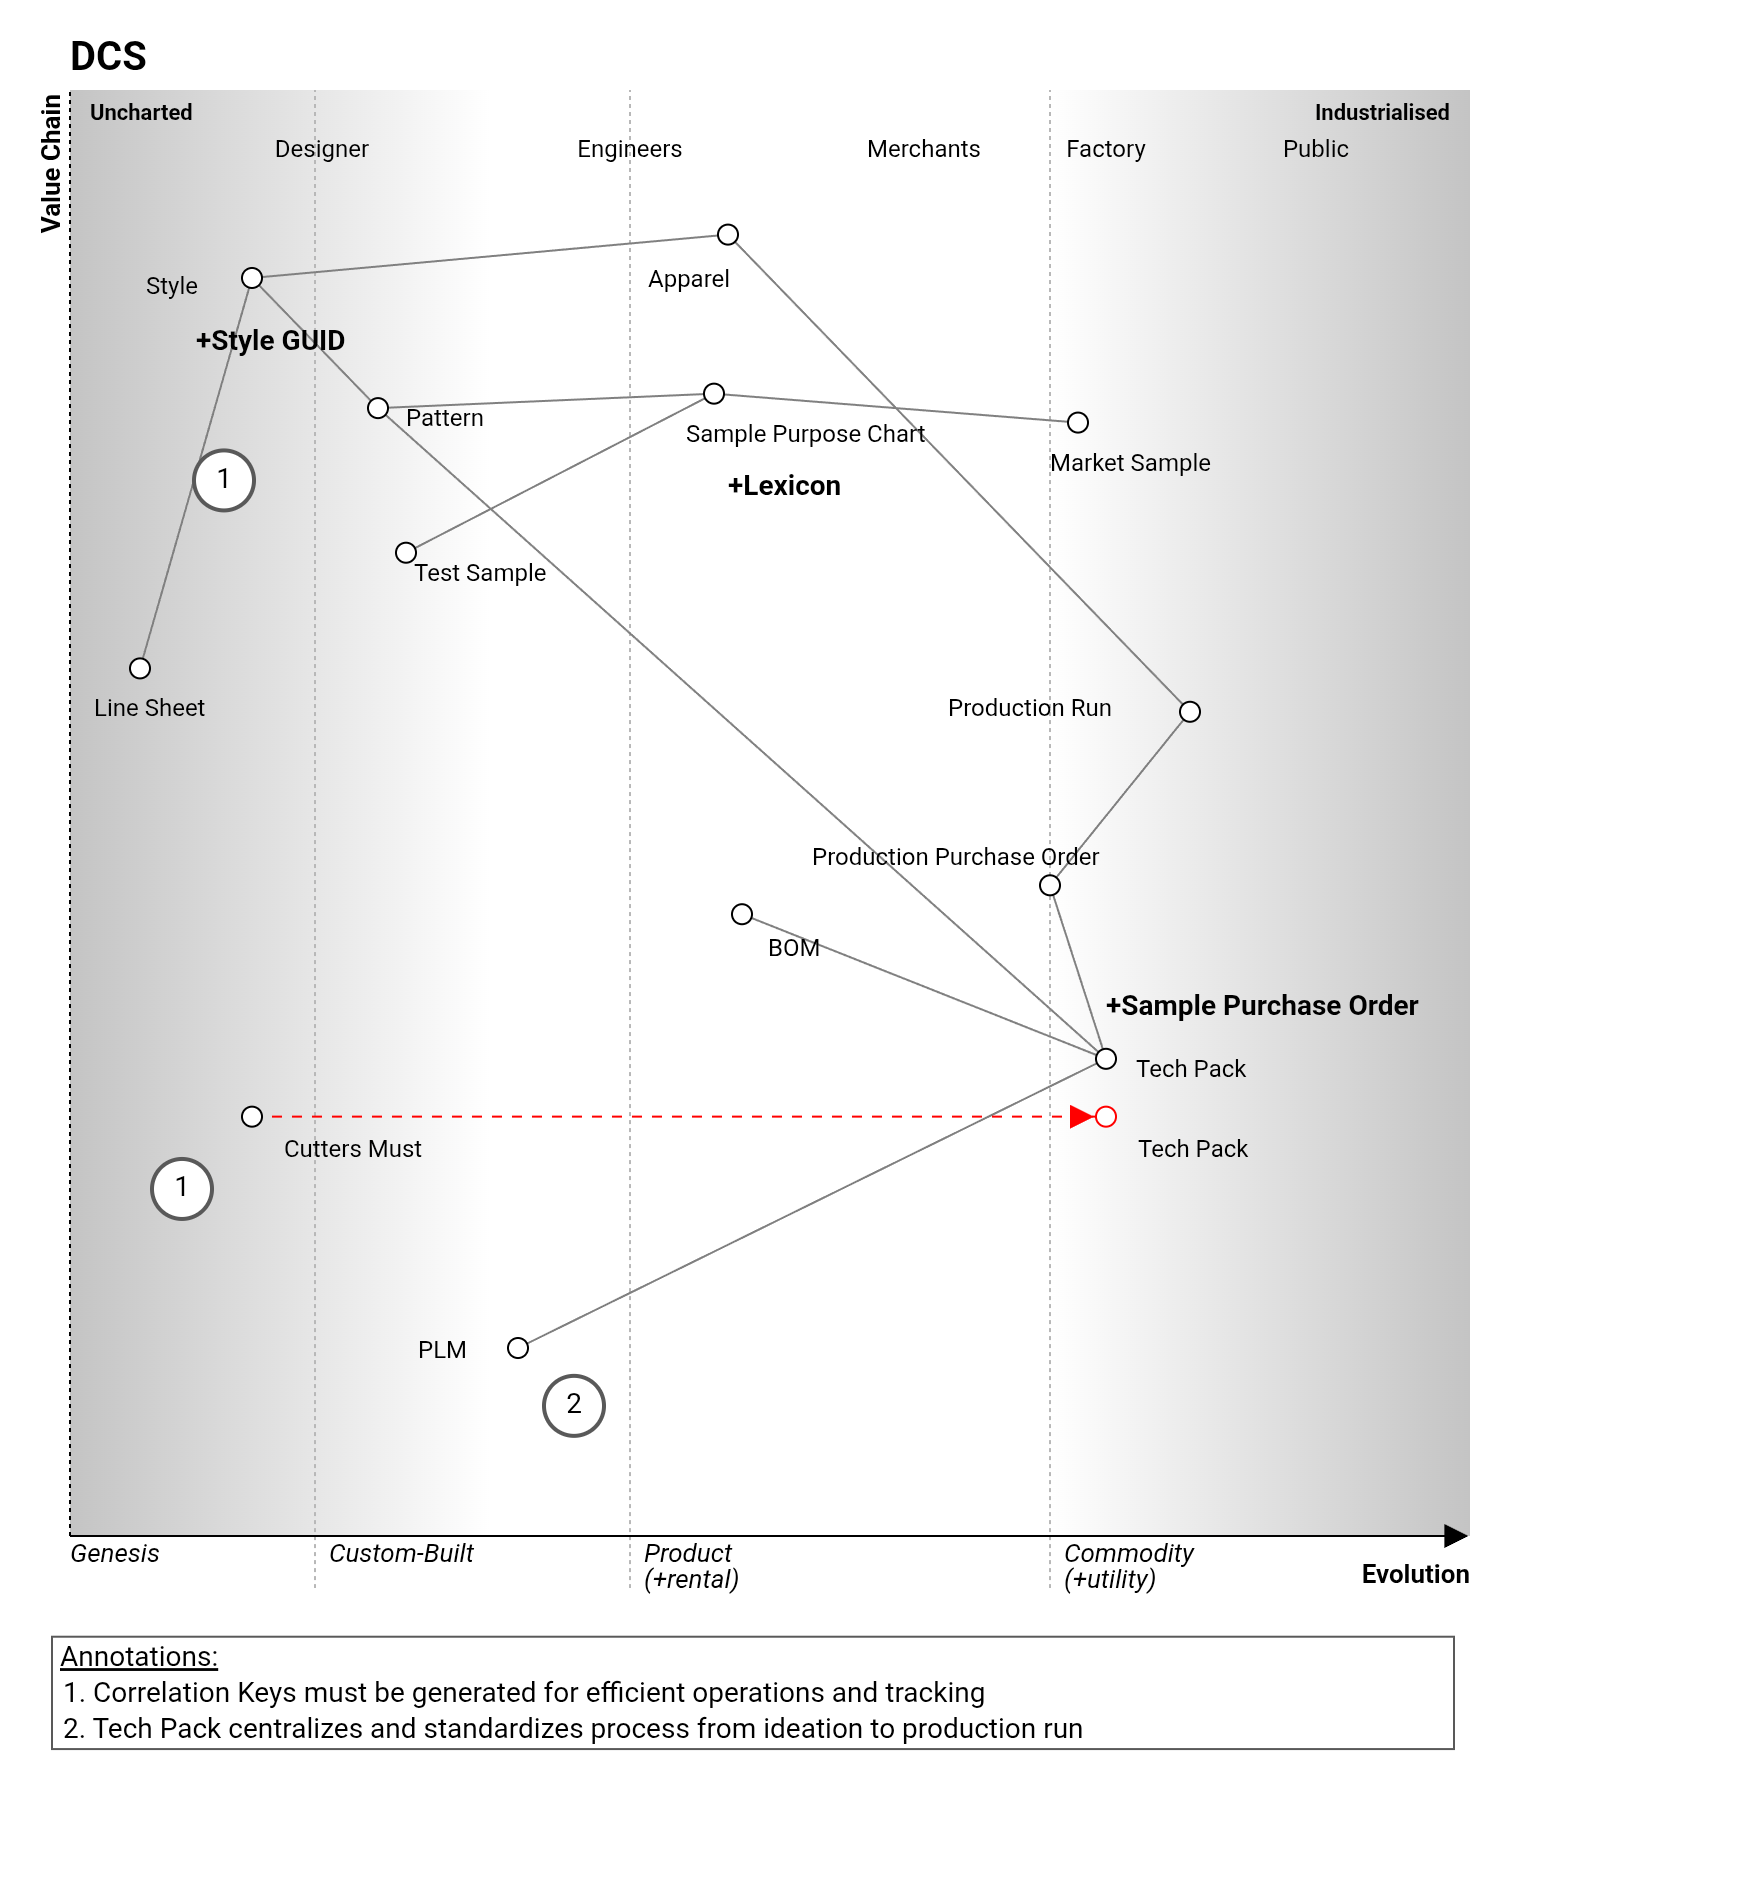 DCS
Value Chain
Uncharted
Industrialised
Designer
Engineers
Merchants
Factory
Public
Style
Apparel
+Style GUID
Pattern
Sample Purpose Chart
Market Sample
1
+Lexicon
Test Sample
Line Sheet
Production Run
Production Purchase Order
BOM
+Sample Purchase Order
Tech Pack
Cutters Must
Tech Pack
1
PLM
2
Genesis
Custom-Built
Product
(+rental)
Commodity
(+utility)
Evolution
Annotations:
1. Correlation Keys must be generated for efficient operations and tracking
2. Tech Pack centralizes and standardizes process from ideation to production run